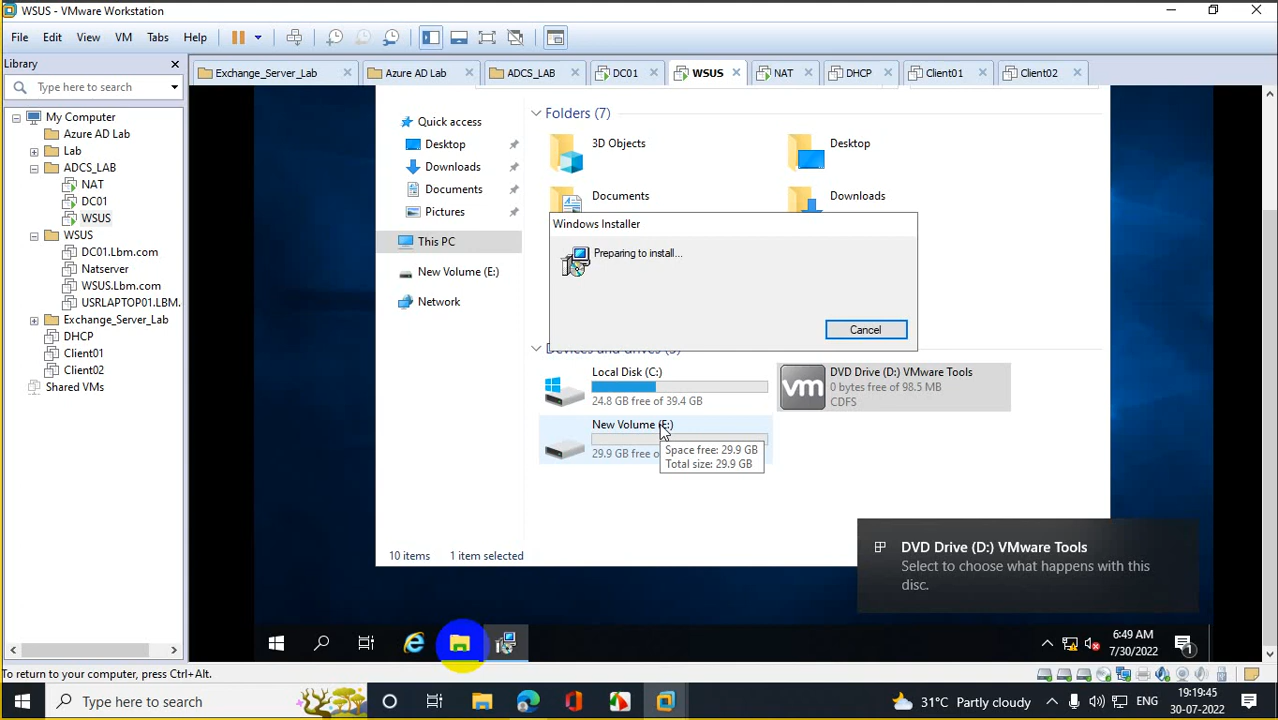 WSUS - VMware Workstation
File Edit View VM Tabs Help
Library
Type here to search
My Computer
Azure AD Lab
Lab
ADCS_LAB
NAT
DC01
WSUS
WSUS
DC01.Lbm.com
Natserver
WSUS.Lbm.com
USRLAPTOP01.LBM.
Exchange_Server_Lab
DHCP
Client01
Client02
Shared VMs
Exchange_Server_Lab Azure AD Lab ADCS_LAB DC01 WSUS NAT DHCP Client01 Client02
Quick access
Desktop
Downloads
Documents
Pictures
This PC
New Volume (E:)
Network
Folders (7)
3D Objects
Desktop
Documents
Downloads
Windows Installer
Preparing to install...
Cancel
Local Disk (C:)
24.8 GB free of 39.4 GB
DVD Drive (D:) VMware Tools
0 bytes free of 98.5 MB
CDFS
New Volume (E:)
29.9 GB free of
Space free: 29.9 GB
Total size: 29.9 GB
10 items 1 item selected
DVD Drive (D:) VMware Tools
Select to choose what happens with this
disc.
6:49 AM
7/30/2022
1
To return to your computer, press Ctrl+Alt.
Type here to search
31°C Partly cloudy
ENG
19:19:45
30-07-2022